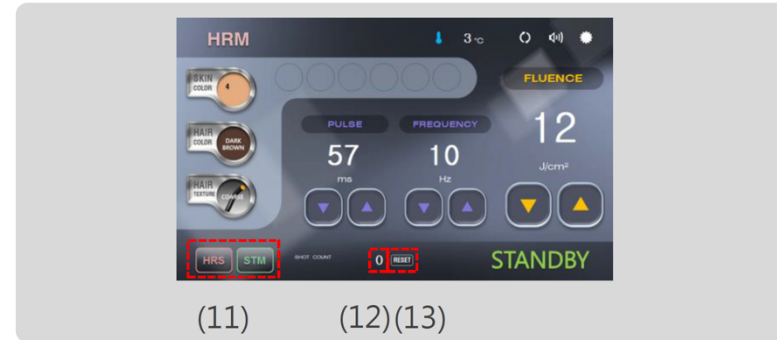 HRM
3 °C
SKIN COLOR
4
FLUENCE
HAIR COLOR
DARK BROWN
PULSE
FREQUENCY
12
57
10
J/cm²
ms
Hz
HAIR TEXTURE
COARSE
HRS
STM
SHOT COUNT
0
RESET
STANDBY
(11)
(12)
(13)